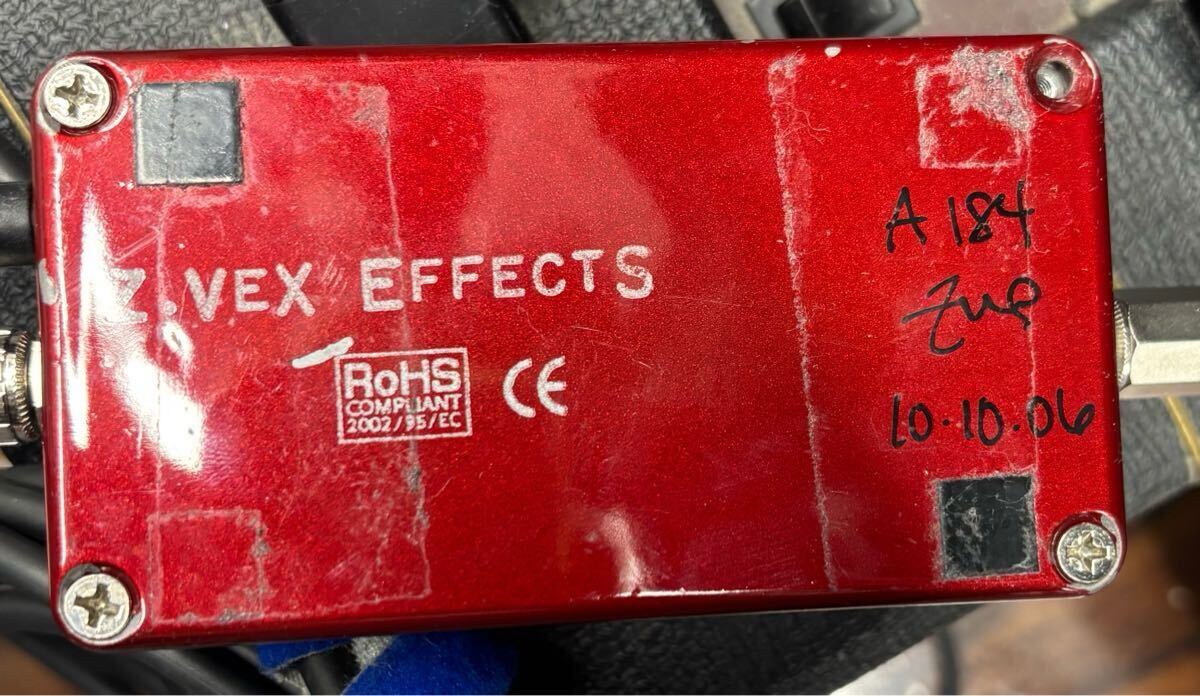 Z.VEX EFFECTS
RoHS
COMPLIANT
2002/95/EC
CE
A 184
10.10.06